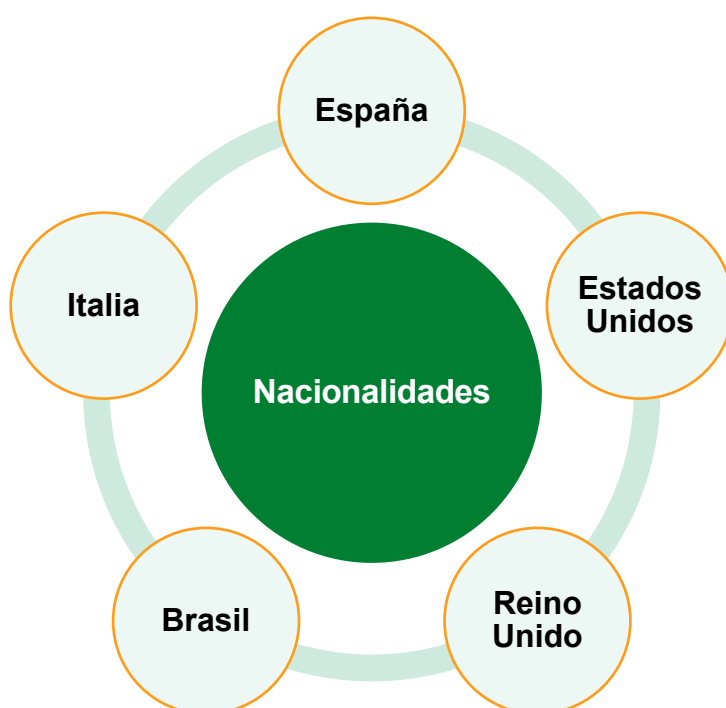 España
Estados
Unidos
Italia
Nacionalidades
Reino
Unido
Brasil